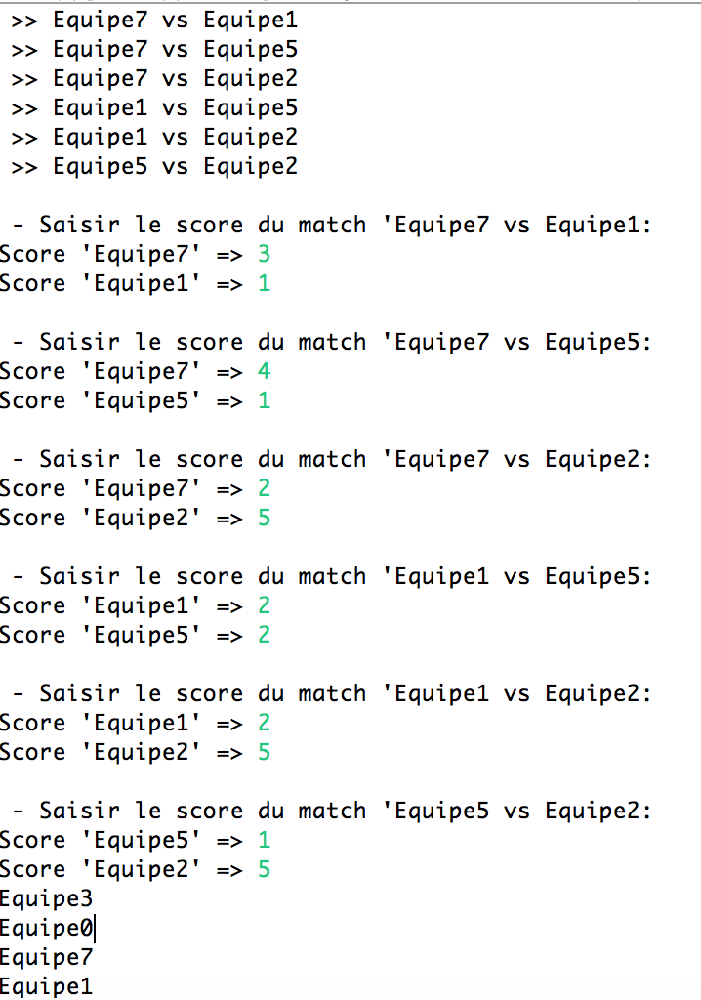 >> Equipe7 vs Equipe1
>> Equipe7 vs Equipe5
>> Equipe7 vs Equipe2
>> Equipe1 vs Equipe5
>> Equipe1 vs Equipe2
>> Equipe5 vs Equipe2
- Saisir le score du match 'Equipe7 vs Equipe1:
Score 'Equipe7' => 3
Score 'Equipe1' => 1
- Saisir le score du match 'Equipe7 vs Equipe5:
Score 'Equipe7' => 4
Score 'Equipe5' => 1
- Saisir le score du match 'Equipe7 vs Equipe2:
Score 'Equipe7' => 2
Score 'Equipe2' => 5
- Saisir le score du match 'Equipe1 vs Equipe5:
Score 'Equipe1' => 2
Score 'Equipe5' => 2
- Saisir le score du match 'Equipe1 vs Equipe2:
Score 'Equipe1' => 2
Score 'Equipe2' => 5
- Saisir le score du match 'Equipe5 vs Equipe2:
Score 'Equipe5' => 1
Score 'Equipe2' => 5
Equipe3
Equipe0
Equipe7
Equipe1